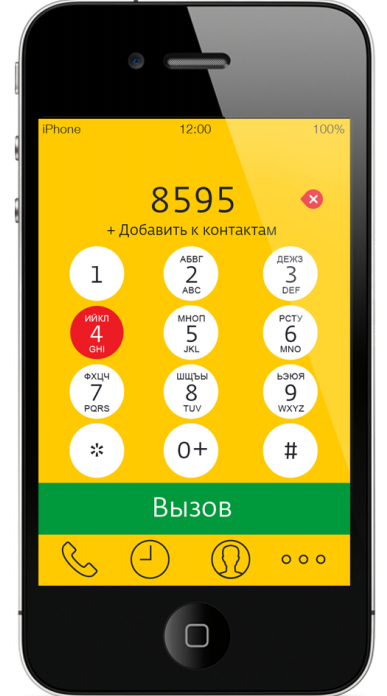 iPhone 12:00 100%
8595
+ Добавить к контактам
1 АБВГ 2 ABC ДЕЖЗ 3 DEF
ИЙКЛ 4 GHI МНОП 5 JKL РСТУ 6 MNO
ФХЦЧ 7 PQRS ШЩЪЫ 8 TUV ЬЭЮЯ 9 WXYZ
* 0+ #
Вызов